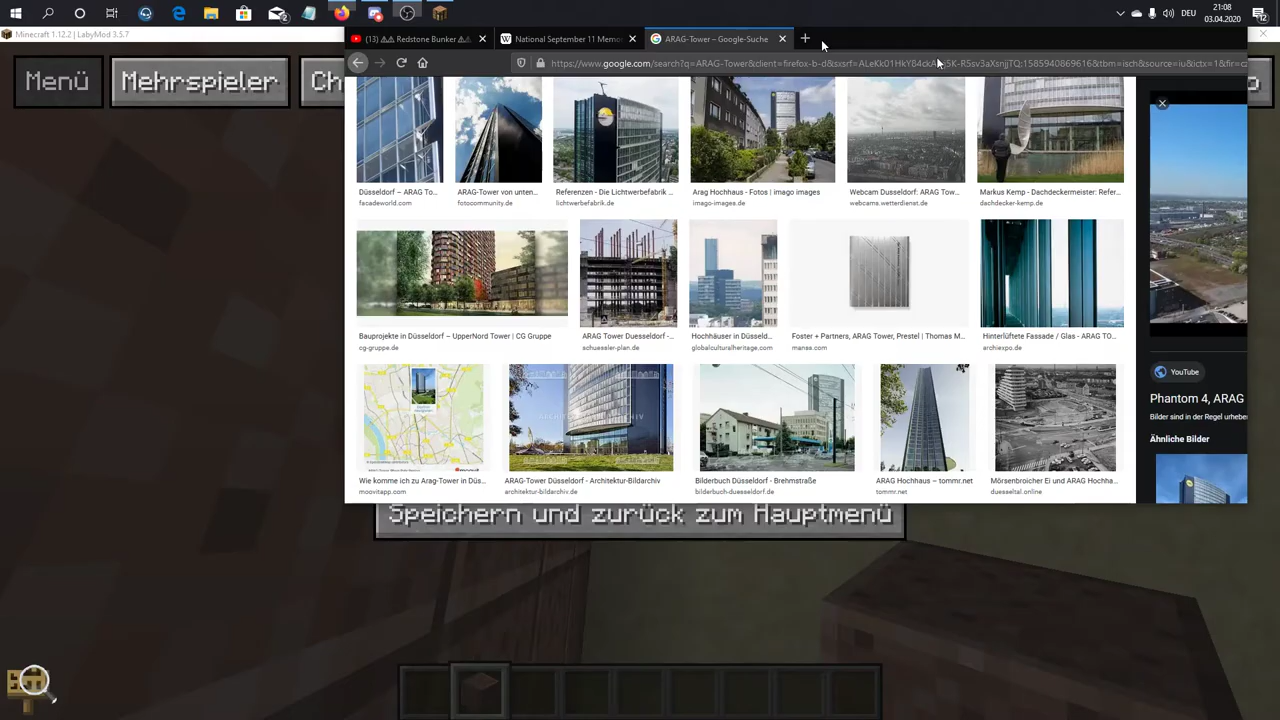 21:08
DEU
03.04.2020
12
Minecraft 1.12.2 | LabyMod 3.5.7
(13) ⚠⚠ Redstone Bunker ⚠⚠
National September 11 Memor
ARAG-Tower – Google-Suche
Menü
Mehrspieler
Ch
Düsseldorf – ARAG To...
facadeworld.com
ARAG-Tower von unten...
fotocommunity.de
Referenzen - Die Lichtwerbefabrik ...
lichtwerbefabrik.de
Arag Hochhaus - Fotos | imago images
imago-images.de
Webcam Dusseldorf: ARAG Tow...
webcams.wetterdienst.de
Markus Kemp - Dachdeckermeister: Refer...
dachdecker-kemp.de
Bauprojekte in Düsseldorf – UpperNord Tower | CG Gruppe
cg-gruppe.de
ARAG Tower Duesseldorf -...
schuessler-plan.de
Hochhäuser in Düsseld...
globalculturalheritage.com
Foster + Partners, ARAG Tower, Prestel | Thomas M...
manss.com
Hinterlüftete Fassade / Glas - ARAG TO...
archiexpo.de
YouTube
Phantom 4, ARAG
Bilder sind in der Regel urhebe
Ähnliche Bilder
Wie komme ich zu Arag-Tower in Düs...
moovitapp.com
ARAG-Tower Düsseldorf - Architektur-Bildarchiv
architektur-bildarchiv.de
Bilderbuch Düsseldorf - Brehmstraße
bilderbuch-duesseldorf.de
ARAG Hochhaus – tommr.net
tommr.net
Mörsenbroicher Ei und ARAG Hochha...
duesseltal.online
Speichern und zurück zum Hauptmenü